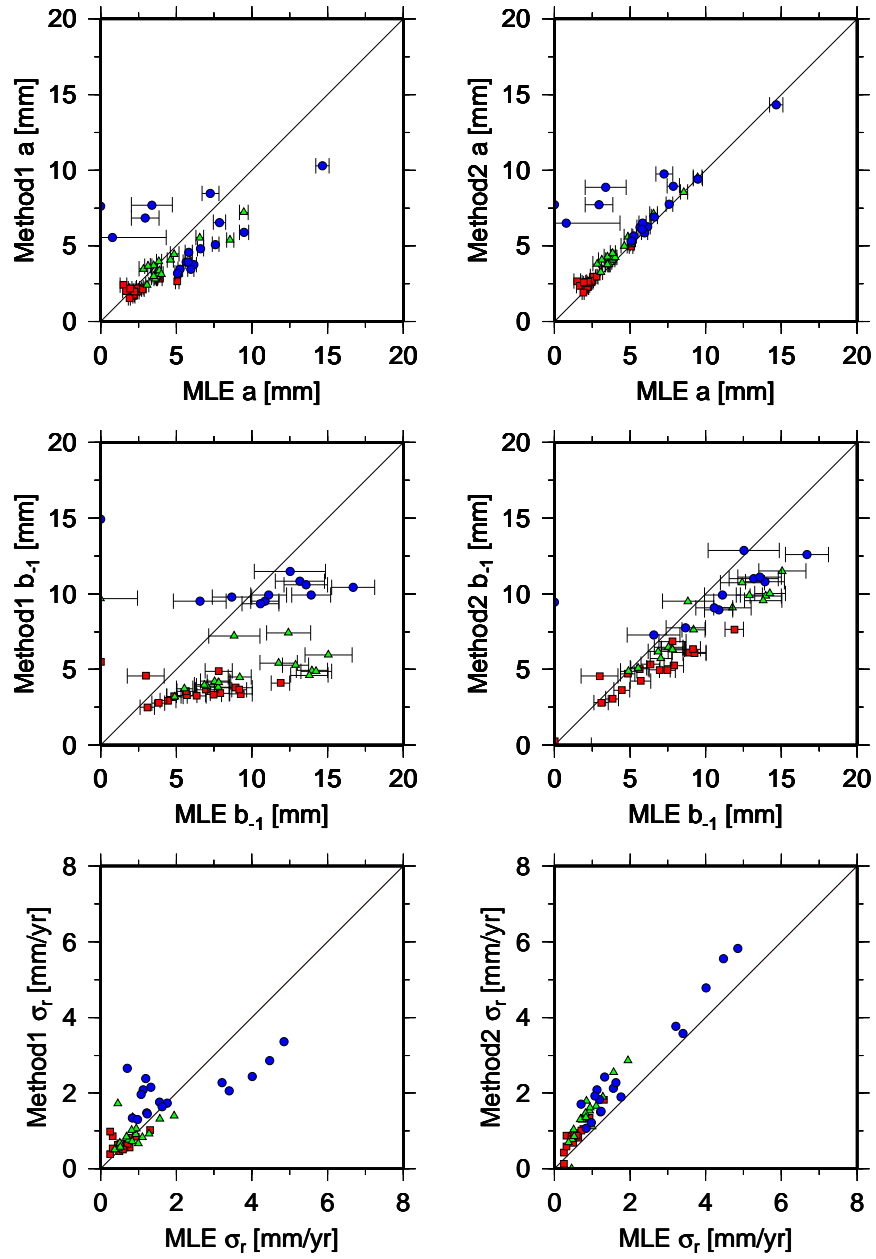 20
15
10
5
0
Method1 a [mm]
0 5 10 15 20
MLE a [mm]
20
15
10
5
0
Method2 a [mm]
0 5 10 15 20
MLE a [mm]
20
15
10
5
0
Method1 b-1 [mm]
0 5 10 15 20
MLE b-1 [mm]
20
15
10
5
0
Method2 b-1 [mm]
0 5 10 15 20
MLE b-1 [mm]
8
6
4
2
0
Method1 σr [mm/yr]
0 2 4 6 8
MLE σr [mm/yr]
8
6
4
2
0
Method2 σr [mm/yr]
0 2 4 6 8
MLE σr [mm/yr]